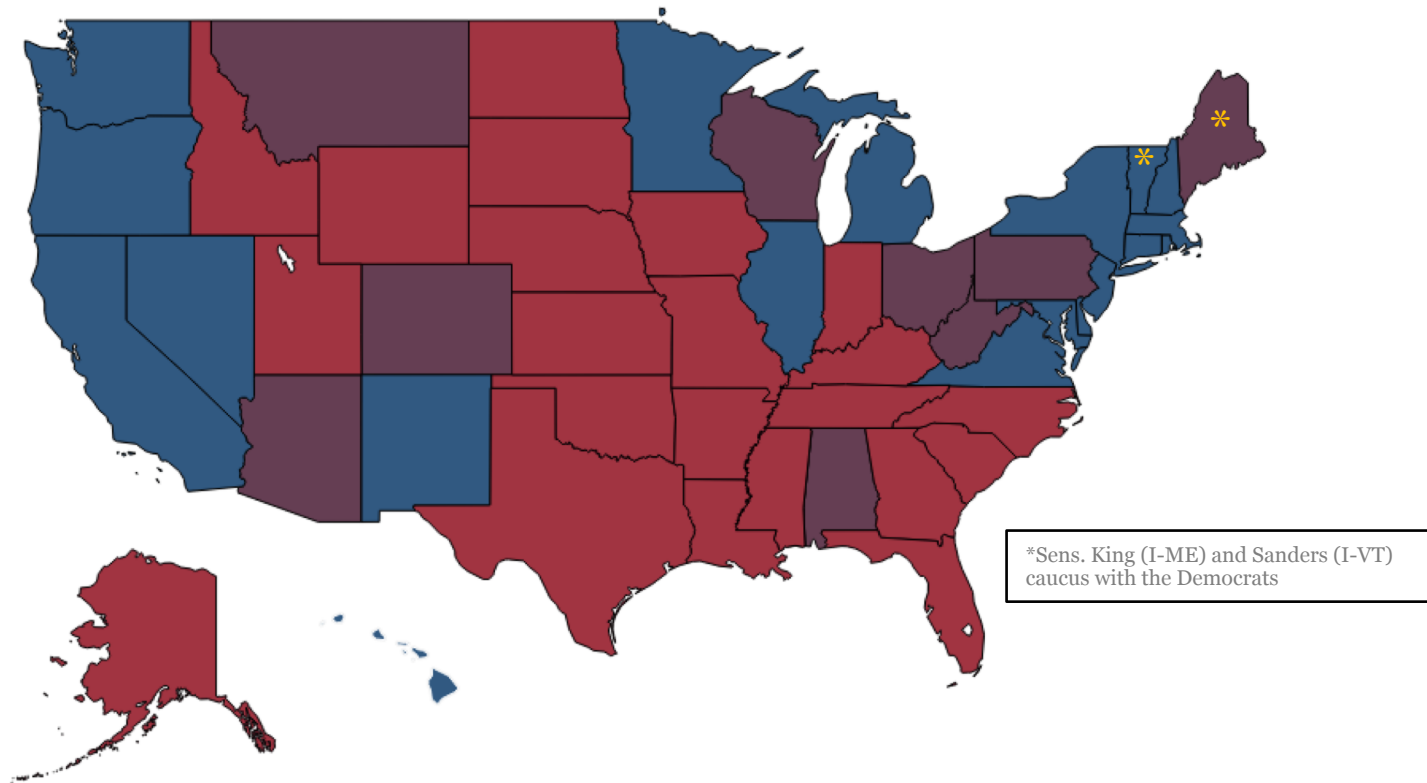 *
*
*Sens. King (I-ME) and Sanders (I-VT)
caucus with the Democrats